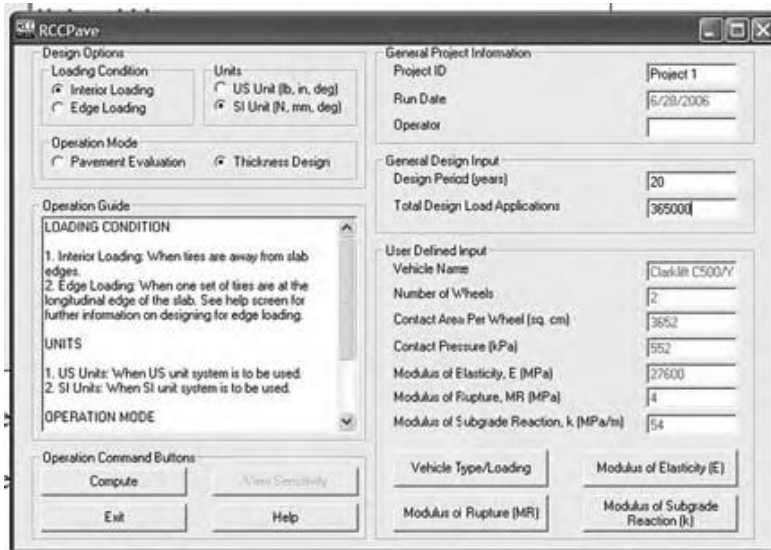 RCCPave
Design Options
Loading Condition
Interior Loading
Edge Loading
Units
US Unit (lb, in, deg)
SI Unit (N, mm, deg)
Operation Mode
Pavement Evaluation
Thickness Design
Operation Guide
LOADING CONDITION
1. Interior Loading: When tires are away from slab
edges.
2. Edge Loading: When one set of tires are at the
longitudinal edge of the slab. See help screen for
further information on designing for edge loading.
UNITS
1. US Units: When US unit system is to be used.
2. SI Units: When SI unit system is to be used.
OPERATION MODE
Operation Command Buttons
Compute
View Sensitivity
Exit
Help
General Project Information
Project ID
Project 1
Run Date
6/28/2006
Operator
General Design Input
Design Period (years)
20
Total Design Load Applications
365000
User Defined Input
Vehicle Name
Clarklift C500/Y
Number of Wheels
2
Contact Area Per Wheel (sq. cm)
3652
Contact Pressure (kPa)
552
Modulus of Elasticity, E (MPa)
27600
Modulus of Rupture, MR (MPa)
4
Modulus of Subgrade Reaction, k (MPa/m)
54
Vehicle Type/Loading
Modulus of Elasticity (E)
Modulus of Rupture (MR)
Modulus of Subgrade
Reaction (k)